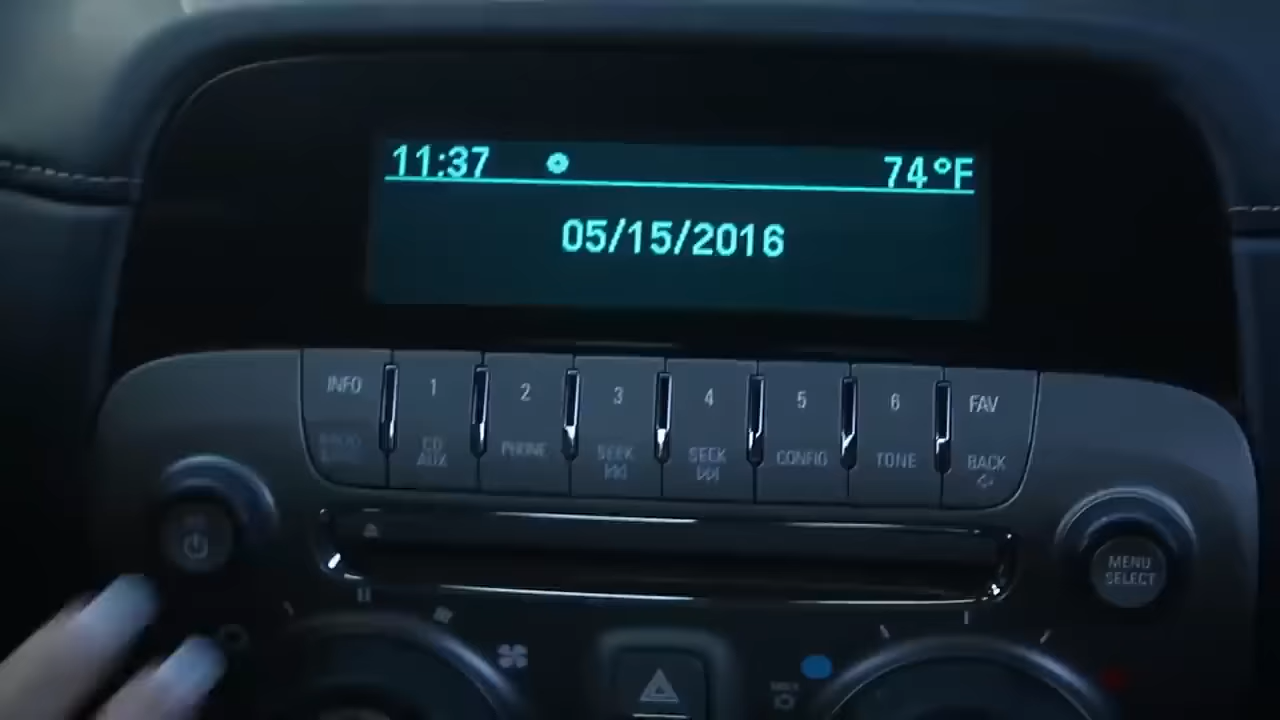 11:37 74°F
05/15/2016
INFO 1 2 3 4 5 6 FAV
CD AUX PHONE SEEK SEEK CONFIG TONE BACK
MENU
SELECT